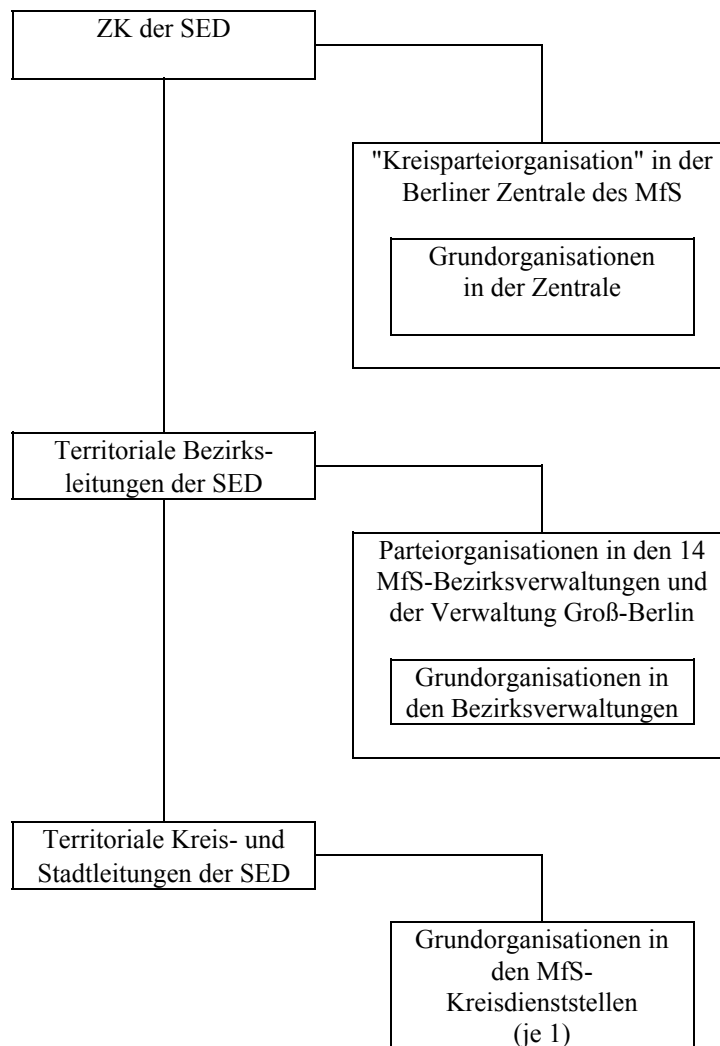 ZK der SED
"Kreisparteiorganisation" in der
Berliner Zentrale des MfS
Grundorganisationen
in der Zentrale
Territoriale Bezirks-
leitungen der SED
Parteiorganisationen in den 14
MfS-Bezirksverwaltungen und
der Verwaltung Groß-Berlin
Grundorganisationen in
den Bezirksverwaltungen
Territoriale Kreis- und
Stadtleitungen der SED
Grundorganisationen in
den MfS-
Kreisdienststellen
(je 1)